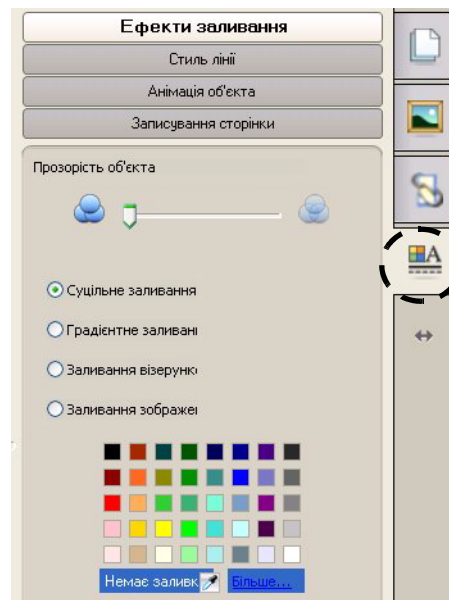 Ефекти заливання
Стиль лінії
Анімація об'єкта
Записування сторінки
Прозорість об'єкта
Суцільне заливання
Градієнтне заливані
Заливання візерунк
Заливання зображе
Немає заливк
Більше...